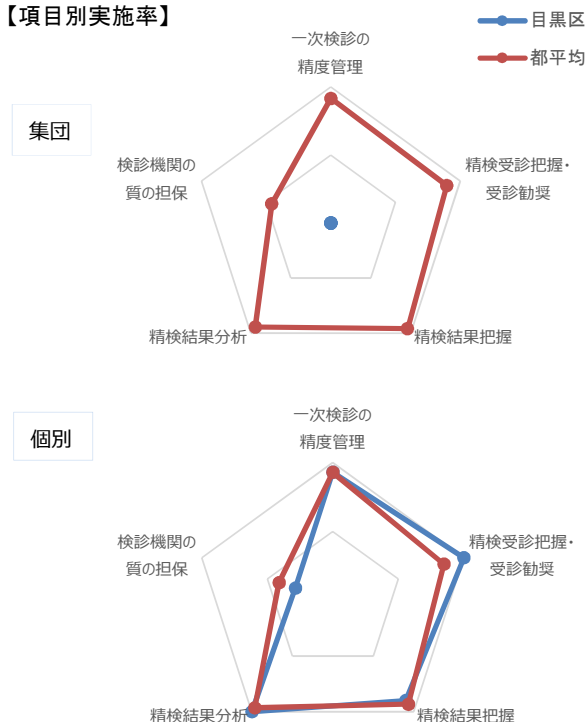 【項目別実施率】
目黒区
都平均
集団
一次検診の
精度管理
精検受診把握・
受診勧奨
精検結果把握
精検結果分析
検診機関の
質の担保
個別
一次検診の
精度管理
精検受診把握・
受診勧奨
精検結果把握
精検結果分析
検診機関の
質の担保